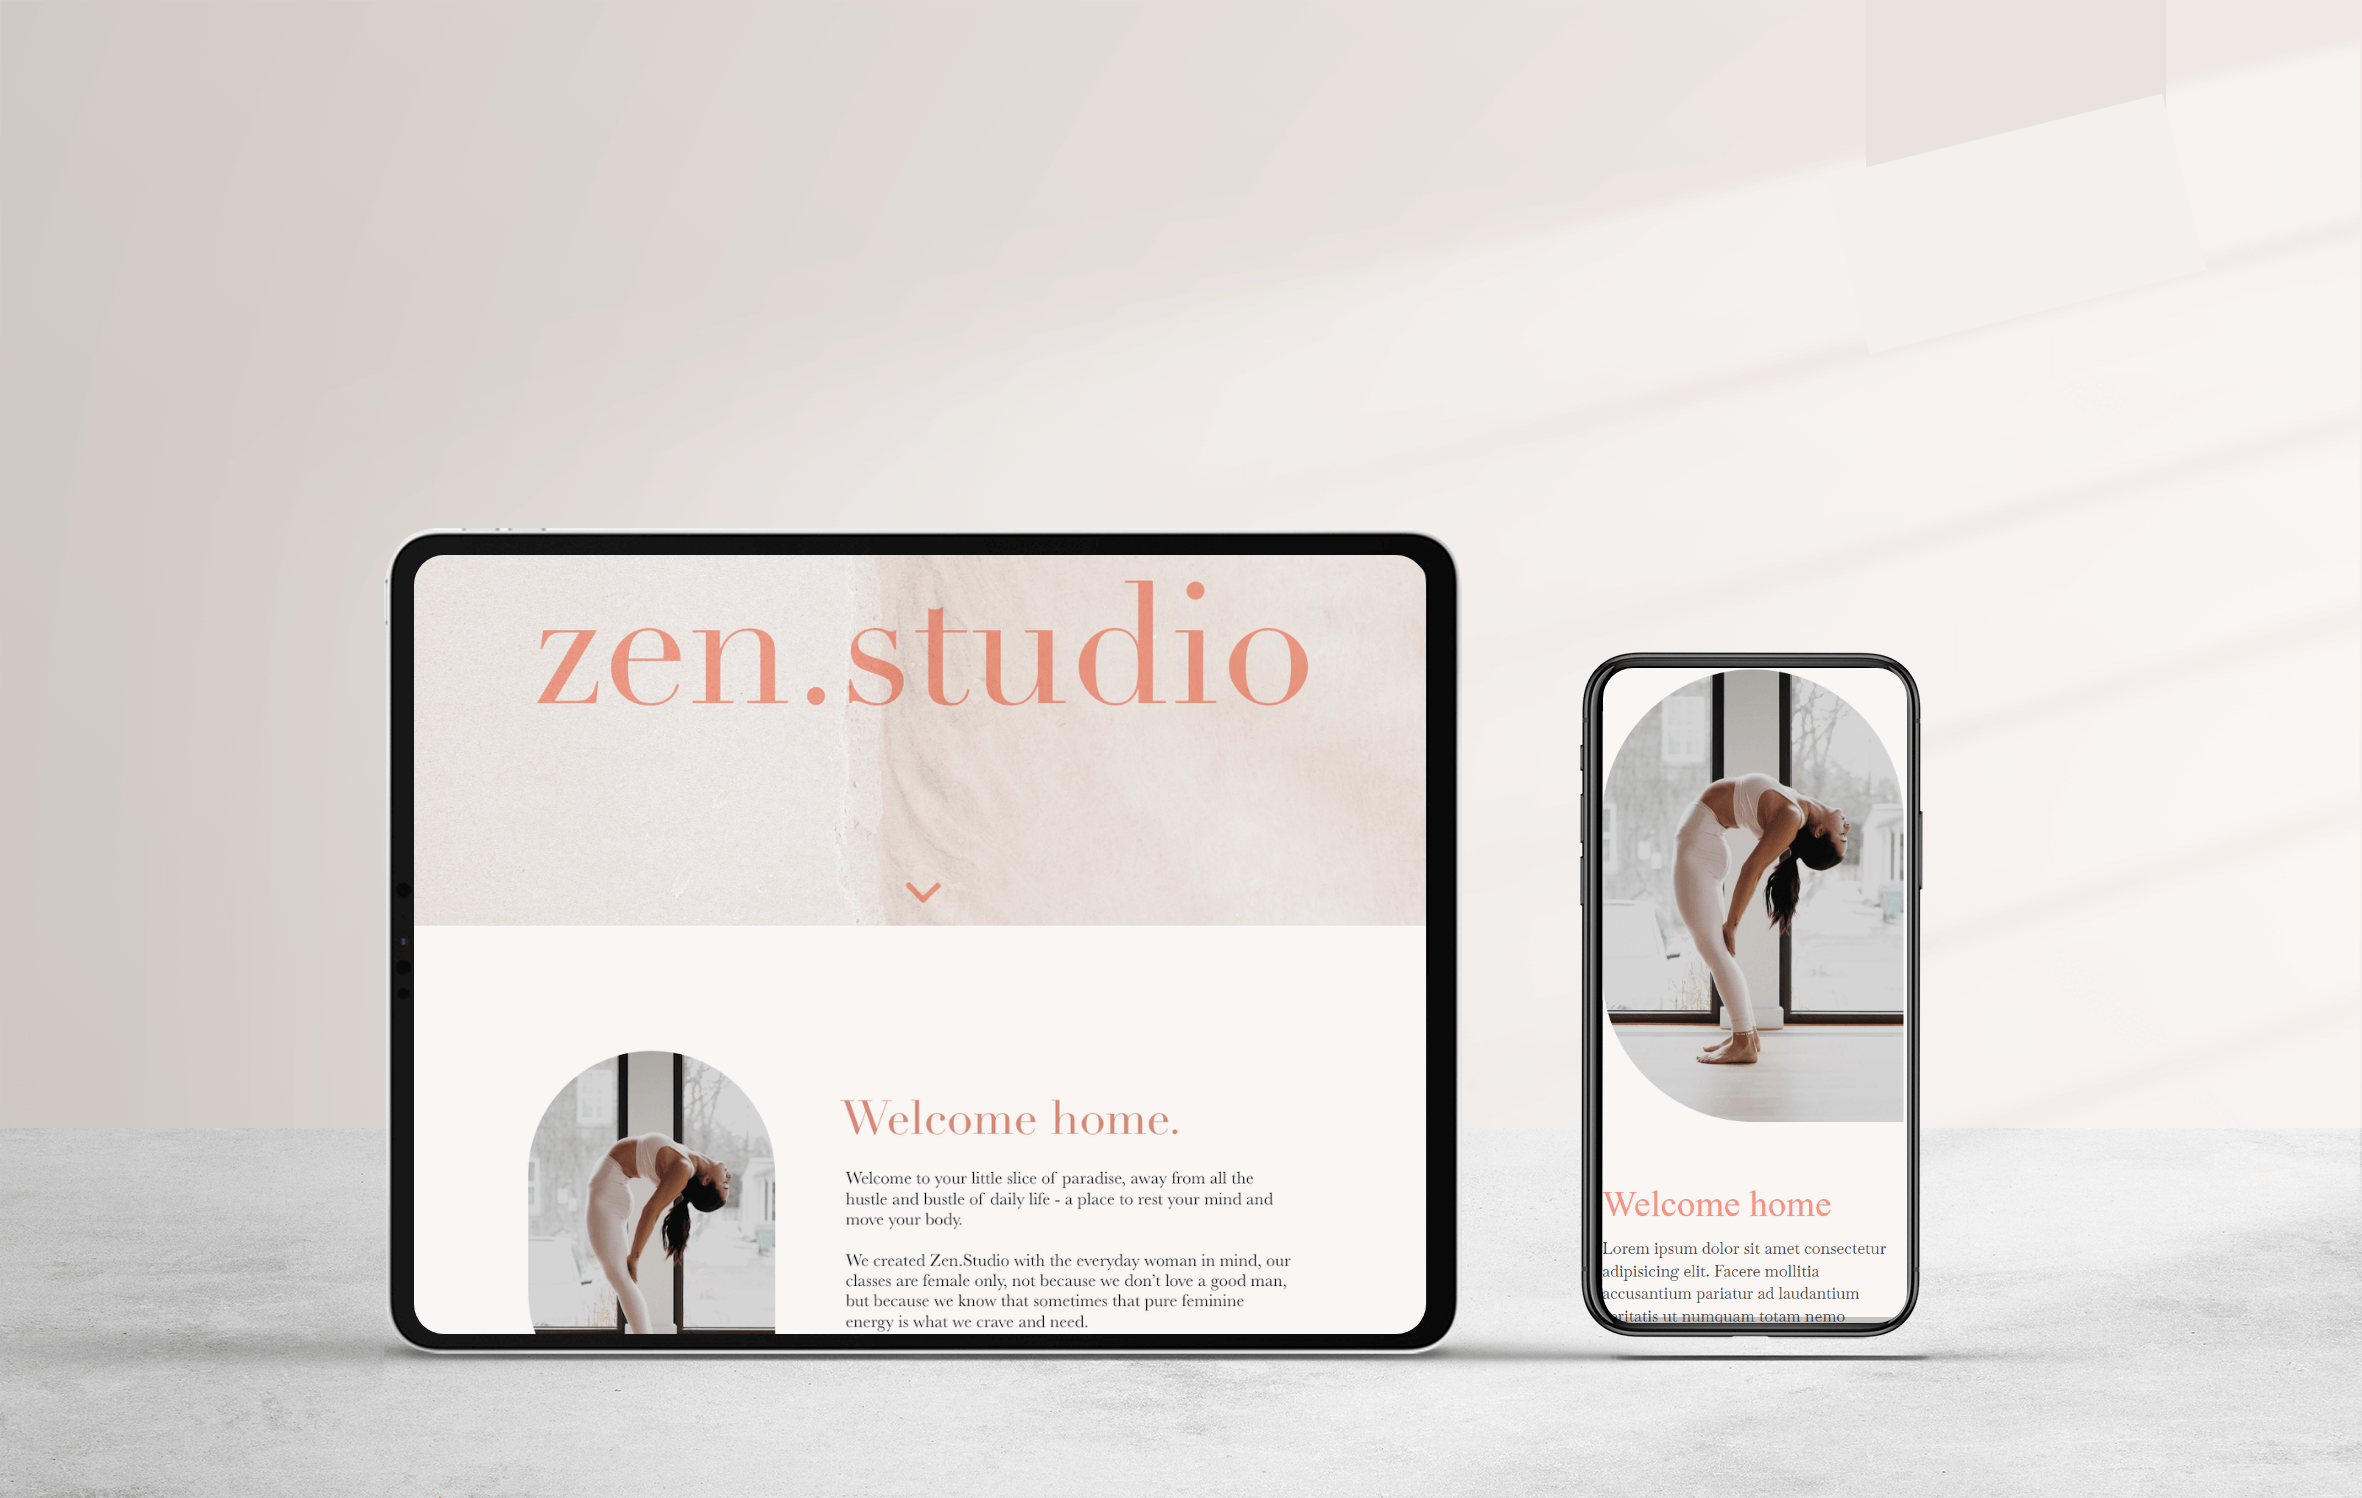 zen.studio
Welcome home.
Welcome to your little slice of paradise, away from all the
hustle and bustle of daily life - a place to rest your mind and
move your body.
We created Zen.Studio with the everyday woman in mind, our
classes are female only, not because we don't love a good man,
but because we know that sometimes that pure feminine
energy is what we crave and need.
Welcome home
Lorem ipsum dolor sit amet consectetur
adipisicing elit. Facere mollitia
accusantium pariatur ad laudantium
ut numquam totam nemo